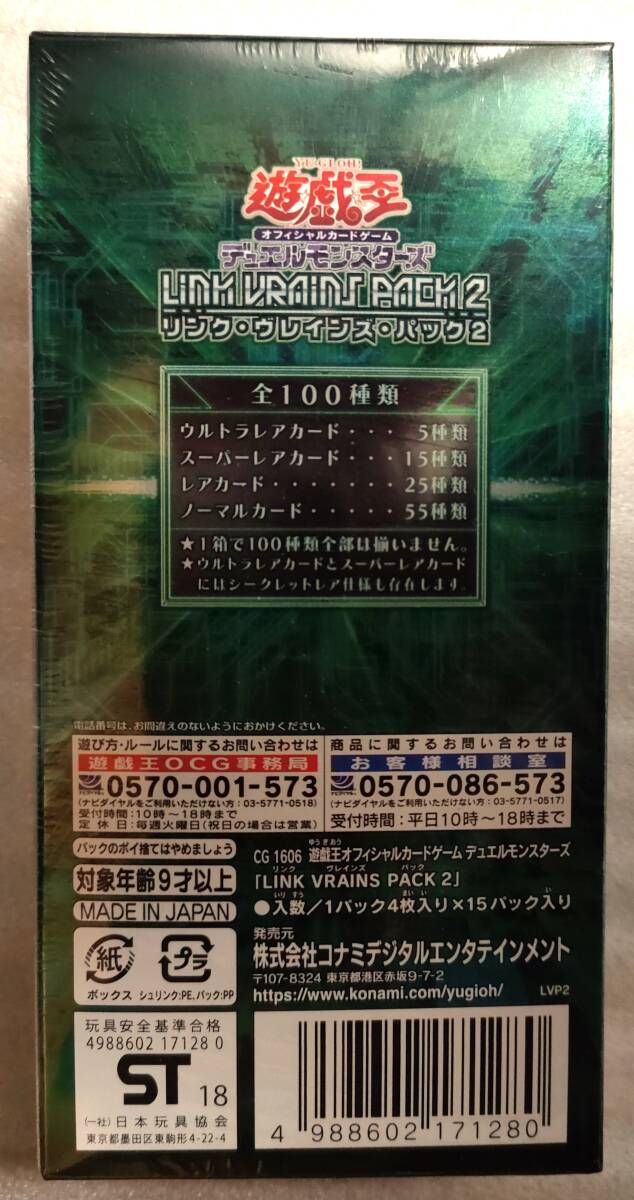 YU-GI-OH!
遊戯王
オフィシャルカードゲーム
デュエルモンスターズ
LINK VRAINS PACK 2
リンク・ヴレインズ・パック2
全100種類
ウルトラレアカード・・・ 5種類
スーパーレアカード・・・15種類
レアカード・・・・・・・25種類
ノーマルカード・・・・・55種類
★1箱で100種類全部は揃いません。
★ウルトラレアカードとスーパーレアカード
にはシークレットレア仕様も存在します。
電話番号は、お間違えのないようにおかけください。
遊び方・ルールに関するお問い合わせは
遊戯王OCG事務局
0570-001-573
(ナビダイヤルをご利用いただけない方:03-5771-0518)
受付時間:10時〜18時まで
定休日:毎週火曜日(祝日の場合は営業)
商品に関するお問い合わせは
お客様相談室
0570-086-573
(ナビダイヤルをご利用いただけない方:03-5771-0517)
受付時間:平日10時〜18時まで
パックのポイ捨てはやめましょう
対象年齢9才以上
MADE IN JAPAN
CG 1606 遊戯王オフィシャルカードゲーム デュエルモンスターズ
「LINK VRAINS PACK 2」
●入数/1パック4枚入り×15パック入り
発売元
株式会社コナミデジタルエンタテインメント
〒107-8324 東京都港区赤坂9-7-2
https://www.konami.com/yugioh/ LVP2
紙
ボックス
プラ
シュリンク:PE、パック:PP
玩具安全基準合格
4988602 17128 0
ST 18
(一社)日本玩具協会
東京都墨田区東駒形4-22-4
4 988602 171280